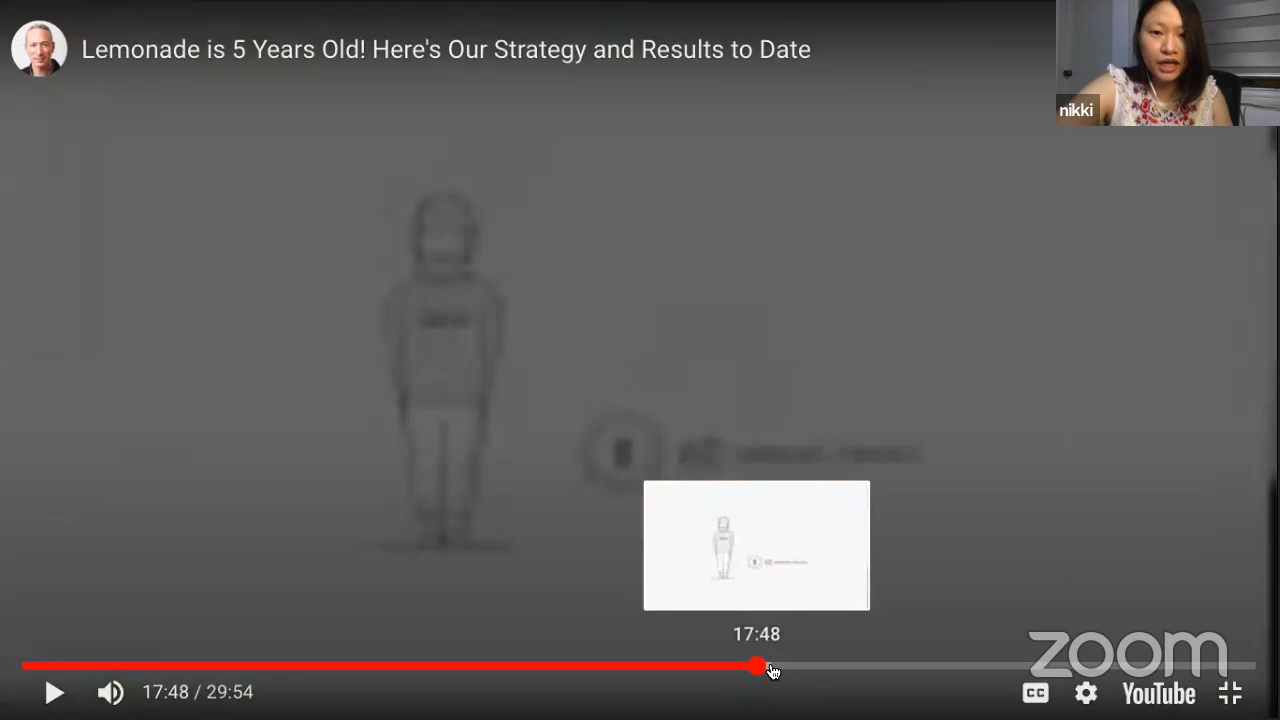 Lemonade is 5 Years Old! Here's Our Strategy and Results to Date
nikki
17:48
zoom
17:48 / 29:54
CC
YouTube